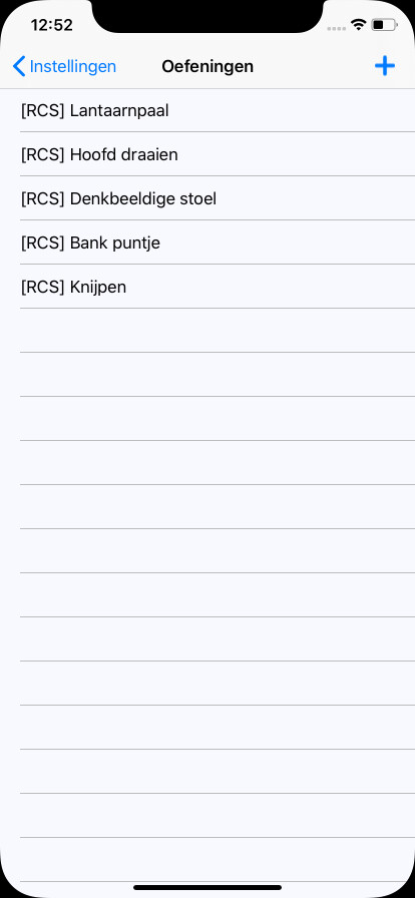 12:52
Instellingen
Oefeningen
[RCS] Lantaarnpaal
[RCS] Hoofd draaien
[RCS] Denkbeeldige stoel
[RCS] Bank puntje
[RCS] Knijpen